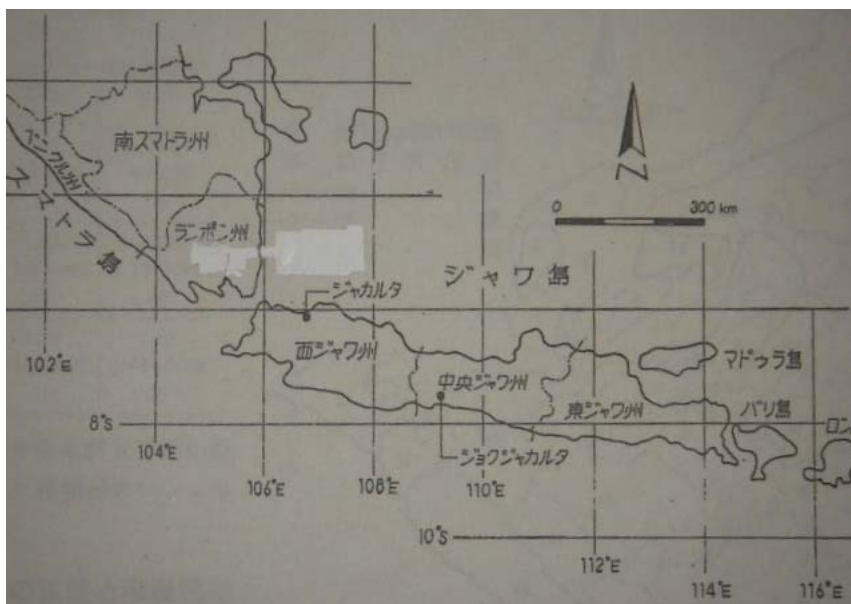 南スマトラ州
ベンクル州
スマトラ島
ランポン州
N
0
300 km
ジャワ島
ジャカルタ
西ジャワ州
中央ジャワ州
東ジャワ州
マドゥラ島
バリ島
ロン
ジョクジャカルタ
102°E
8°S
104°E
106°E
108°E
110°E
10°S
112°E
114°E
116°E